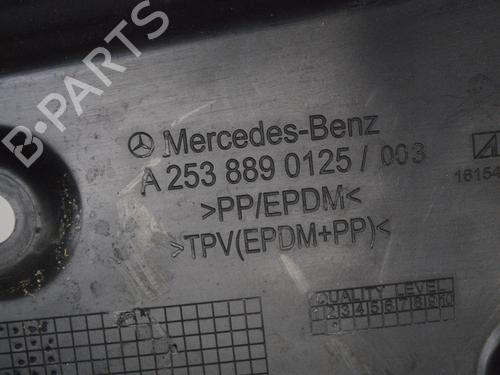 B-PARTS
Mercedes-Benz
A 253 889 0125 / 003
>PP/EPDM<
>TPV(EPDM+PP)<
16154
QUALITY LEVEL
1 2 3 4 5 6 7 8 9 10